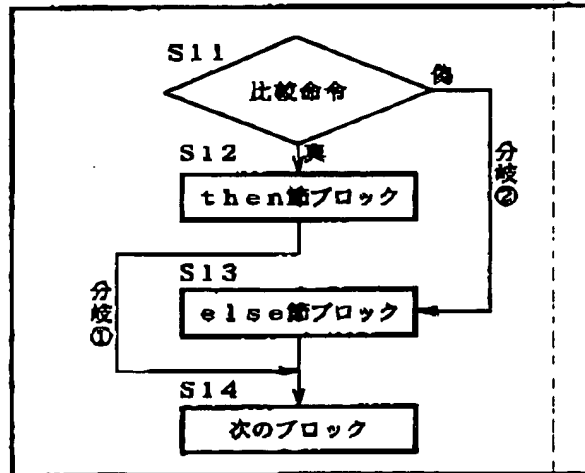 S11
比較命令
偽
真
S12
then節ブロック
分岐②
S13
else節ブロック
分岐①
S14
次のブロック